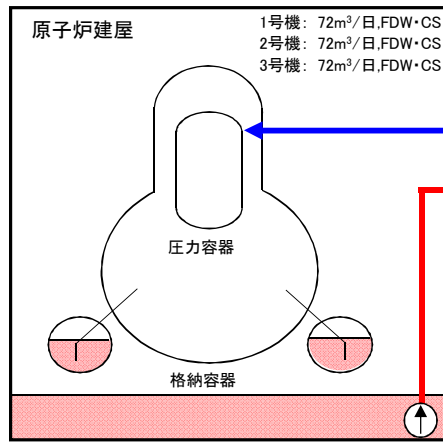 原子炉建屋
1号機: 72m³/日,FDW・CS
2号機: 72m³/日,FDW・CS
3号機: 72m³/日,FDW・CS
圧力容器
格納容器